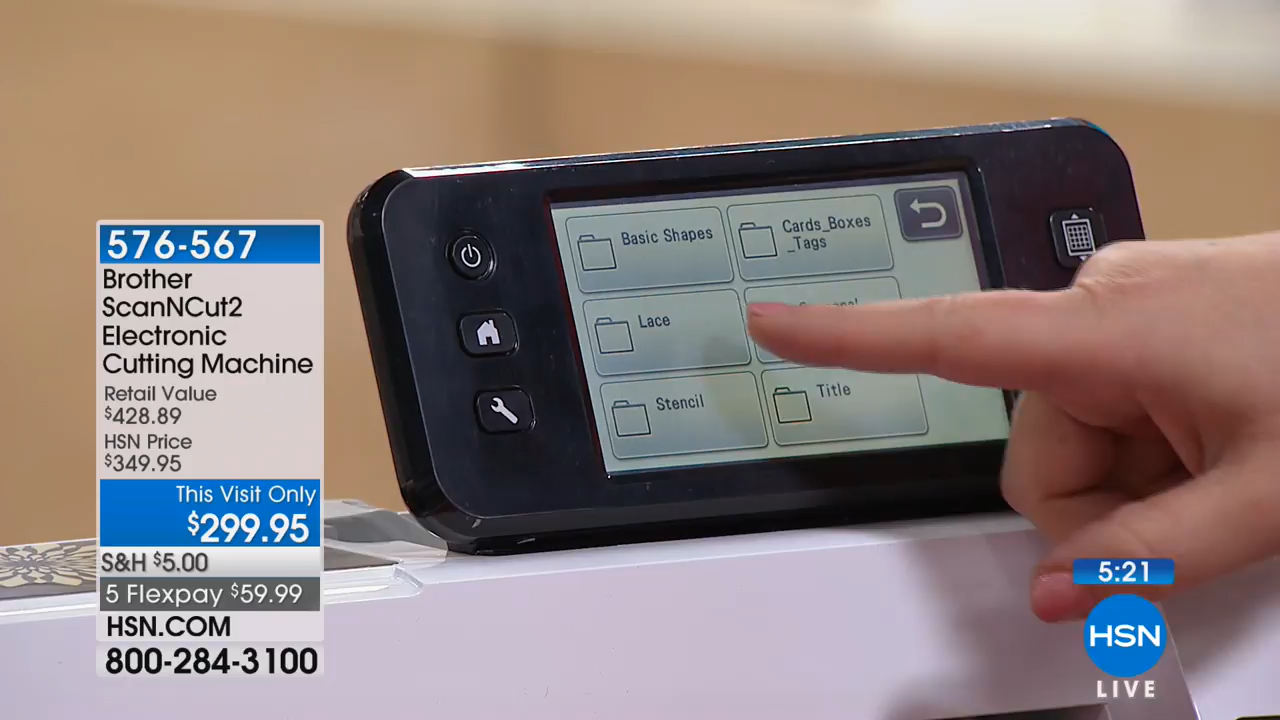 576-567
Brother
ScanNCut2
Electronic
Cutting Machine
Retail Value
$428.89
HSN Price
$349.95
This Visit Only
$299.95
S&H $5.00
5 Flexpay $59.99
HSN.COM
800-284-3100
Basic Shapes
Cards_Boxes
_Tags
Lace
Stencil
Title
5:21
HSN
LIVE